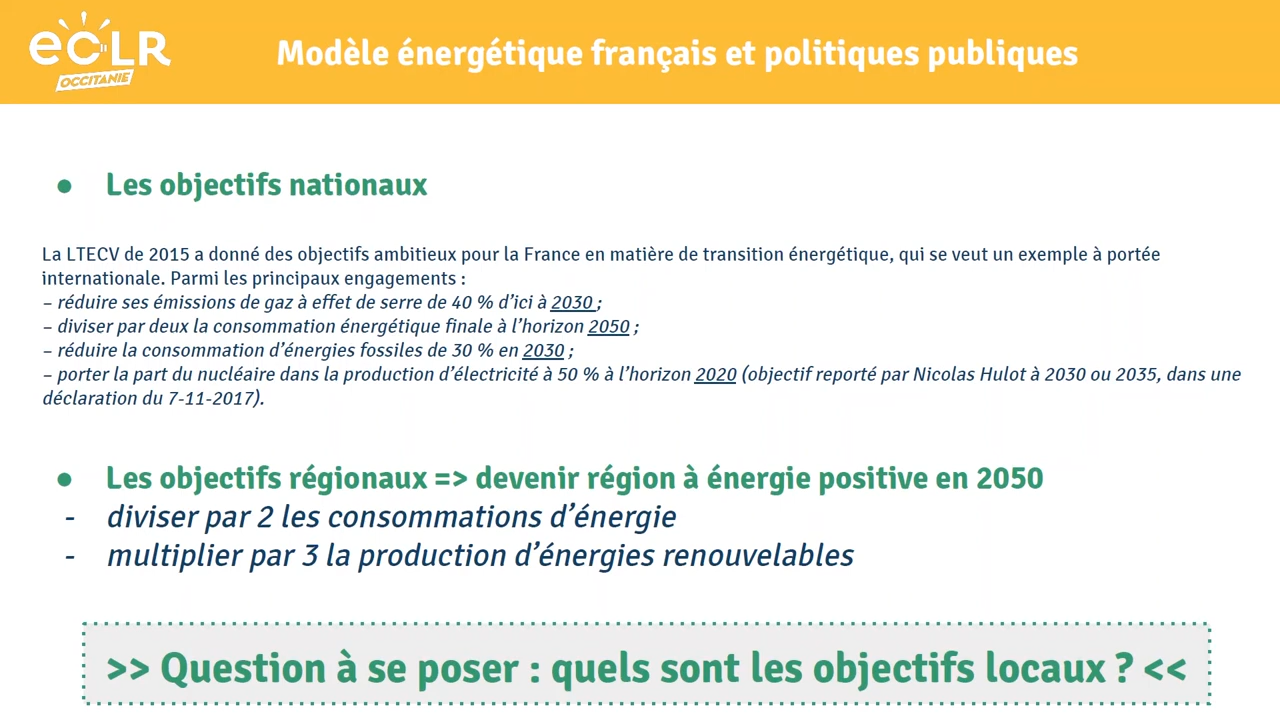 eCLR
OCCITANIE
Modèle énergétique français et politiques publiques
● Les objectifs nationaux
La LTECV de 2015 a donné des objectifs ambitieux pour la France en matière de transition énergétique, qui se veut un exemple à portée
internationale. Parmi les principaux engagements :
– réduire ses émissions de gaz à effet de serre de 40 % d’ici à 2030 ;
– diviser par deux la consommation énergétique finale à l’horizon 2050 ;
– réduire la consommation d’énergies fossiles de 30 % en 2030 ;
– porter la part du nucléaire dans la production d’électricité à 50 % à l’horizon 2020 (objectif reporté par Nicolas Hulot à 2030 ou 2035, dans une
déclaration du 7-11-2017).
● Les objectifs régionaux => devenir région à énergie positive en 2050
- diviser par 2 les consommations d’énergie
- multiplier par 3 la production d’énergies renouvelables
>> Question à se poser : quels sont les objectifs locaux ? <<